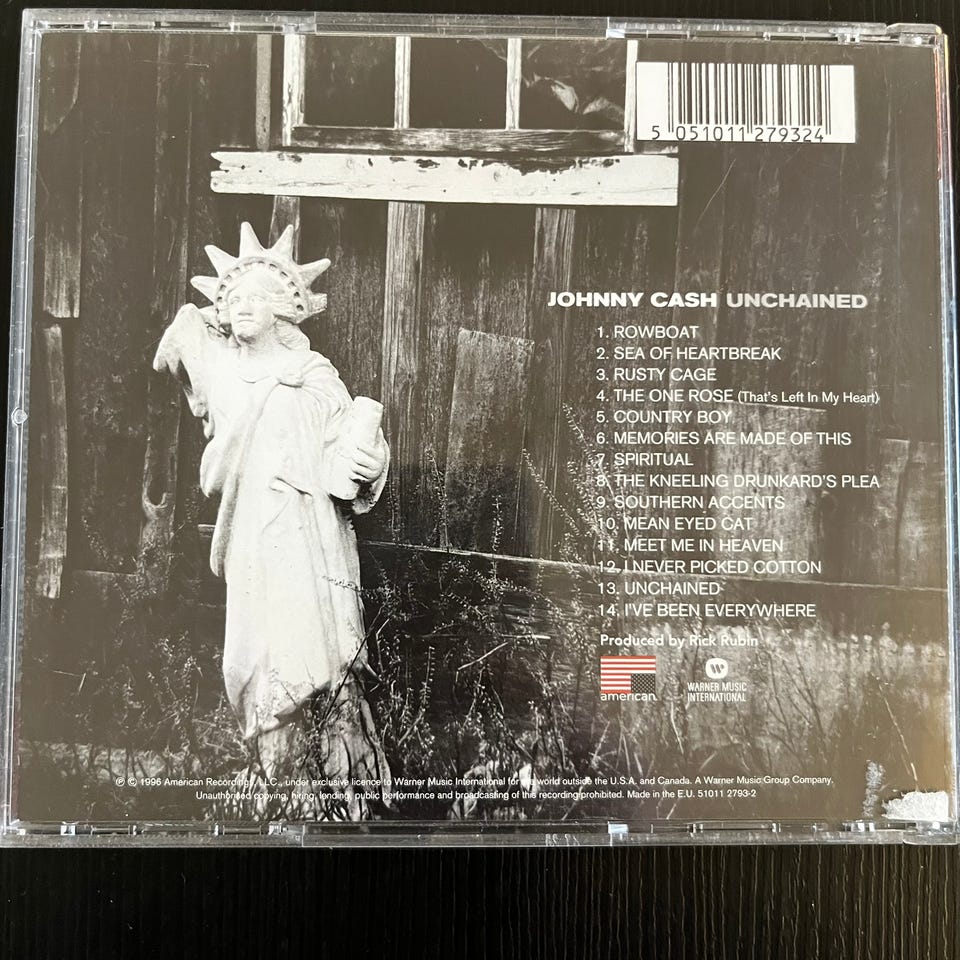 5 051011 279324
JOHNNY CASH UNCHAINED
1. ROWBOAT
2. SEA OF HEARTBREAK
3. RUSTY CAGE
4. THE ONE ROSE (That's Left In My Heart)
5. COUNTRY BOY
6. MEMORIES ARE MADE OF THIS
7. SPIRITUAL
8. THE KNEELING DRUNKARD'S PLEA
9. SOUTHERN ACCENTS
10. MEAN EYED CAT
11. MEET ME IN HEAVEN
12. I NEVER PICKED COTTON
13. UNCHAINED
14. I'VE BEEN EVERYWHERE
Produced by Rick Rubin
american
WARNER MUSIC
INTERNATIONAL
℗ © 1996 American Recordings, LLC., under exclusive licence to Warner Music International for the world outside the U.S.A. and Canada. A Warner Music Group Company.
Unauthorised copying, hiring, lending, public performance and broadcasting of this recording prohibited. Made in the E.U. 51011 2793-2